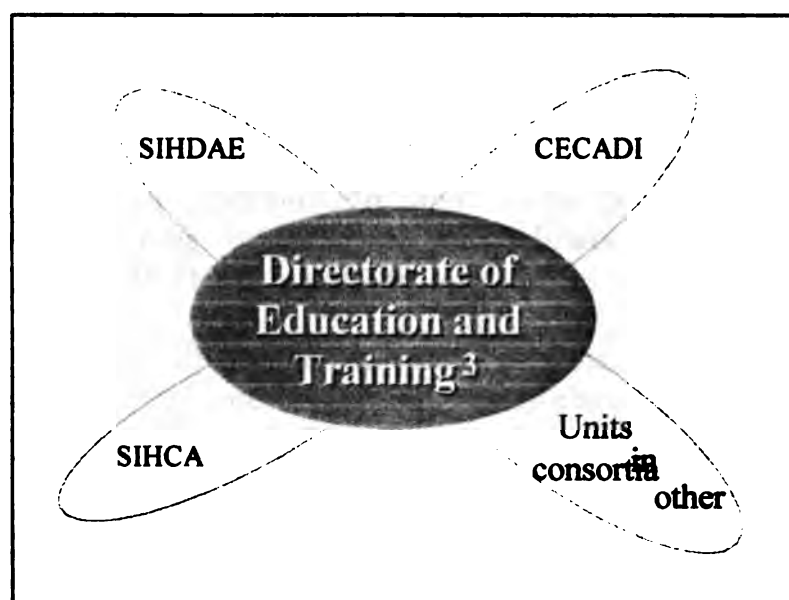 SIHDAE
CECADI
Directorate of
Education and
Training³
SIHCA
Units
in
consortia
other